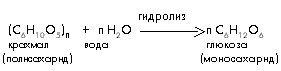 гидролиз
(C₆H₁₀O₅)ₙ + n H₂O → n C₆H₁₂O₆
крахмал вода глюкоза
(полисахарид) (моносахарид)